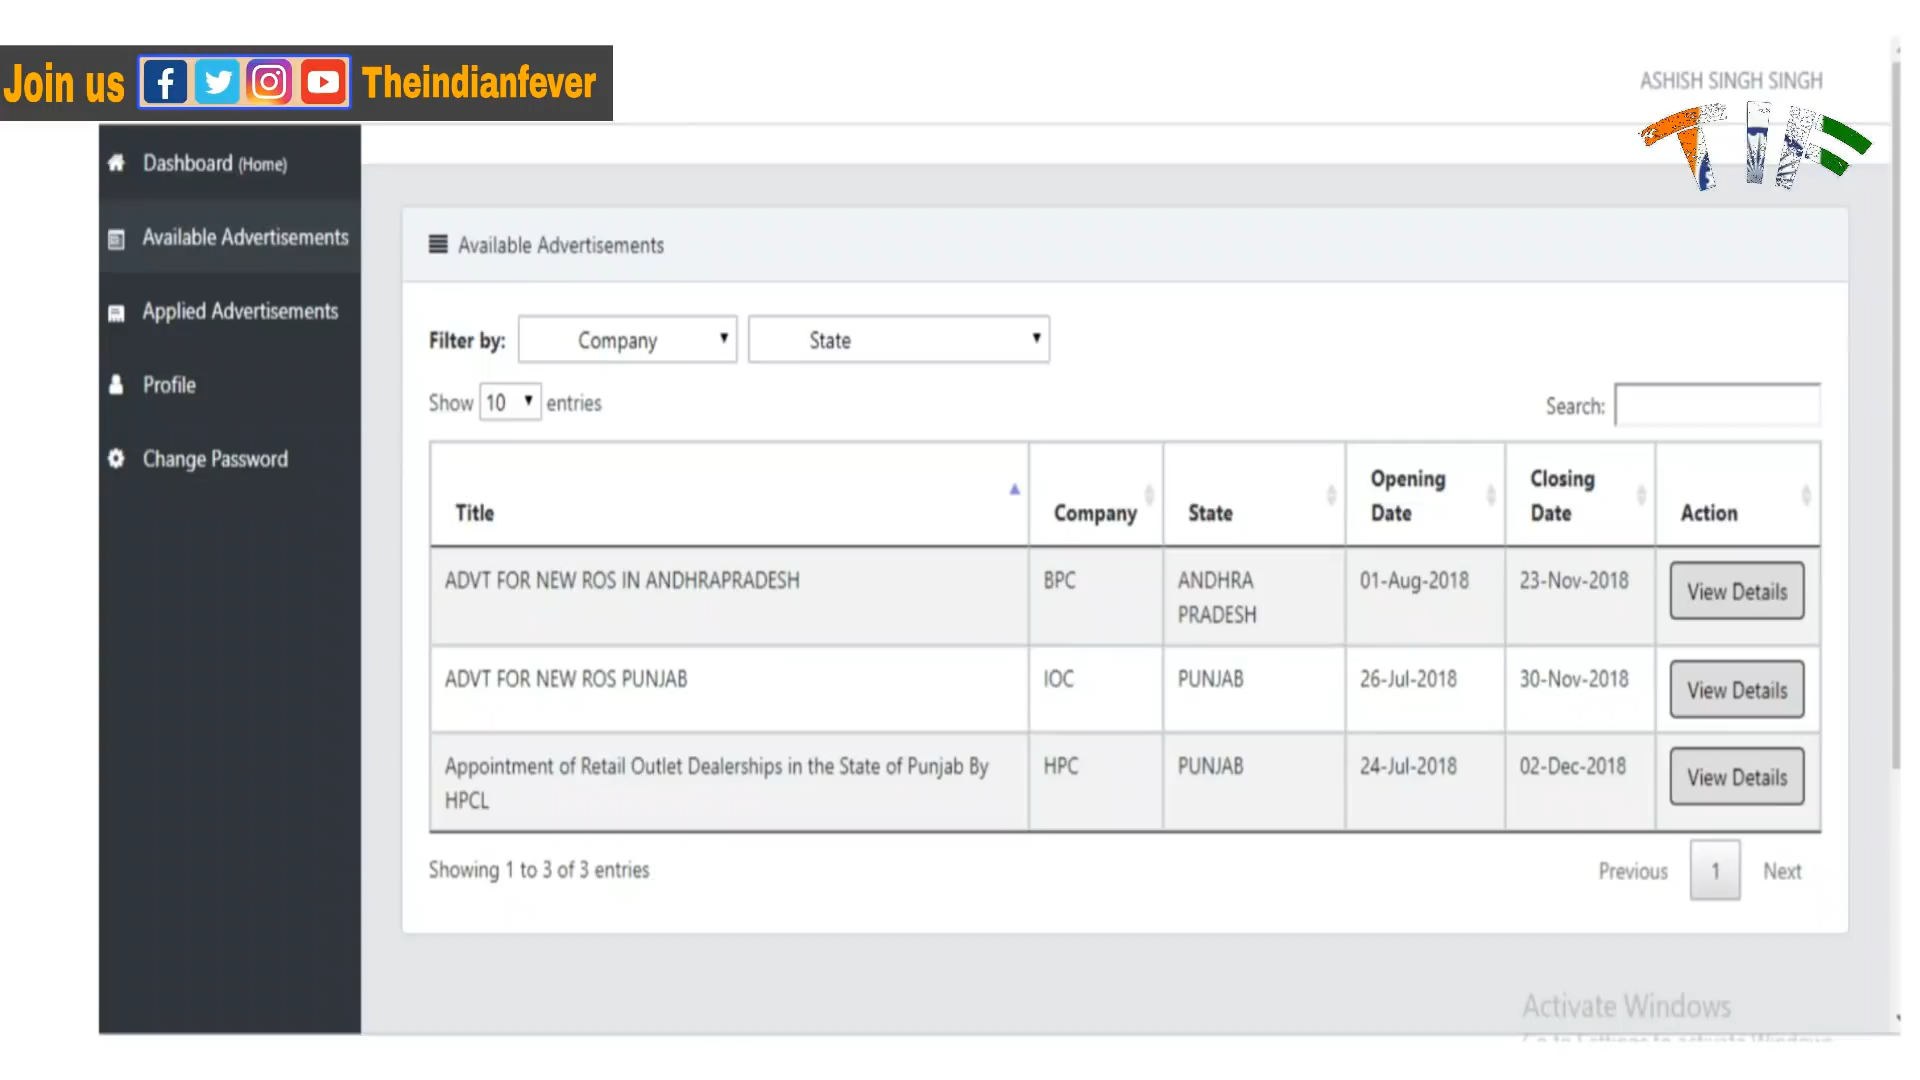 Join us Theindianfever
ASHISH SINGH SINGH
TIF
Dashboard (Home)
Available Advertisements
Applied Advertisements
Profile
Change Password
Available Advertisements
Filter by: Company State
Show 10 entries
Search:
Title Company State Opening Date Closing Date Action
ADVT FOR NEW ROS IN ANDHRAPRADESH BPC ANDHRA PRADESH 01-Aug-2018 23-Nov-2018 View Details
ADVT FOR NEW ROS PUNJAB IOC PUNJAB 26-Jul-2018 30-Nov-2018 View Details
Appointment of Retail Outlet Dealerships in the State of Punjab By HPCL HPC PUNJAB 24-Jul-2018 02-Dec-2018 View Details
Showing 1 to 3 of 3 entries
Previous 1 Next
Activate Windows